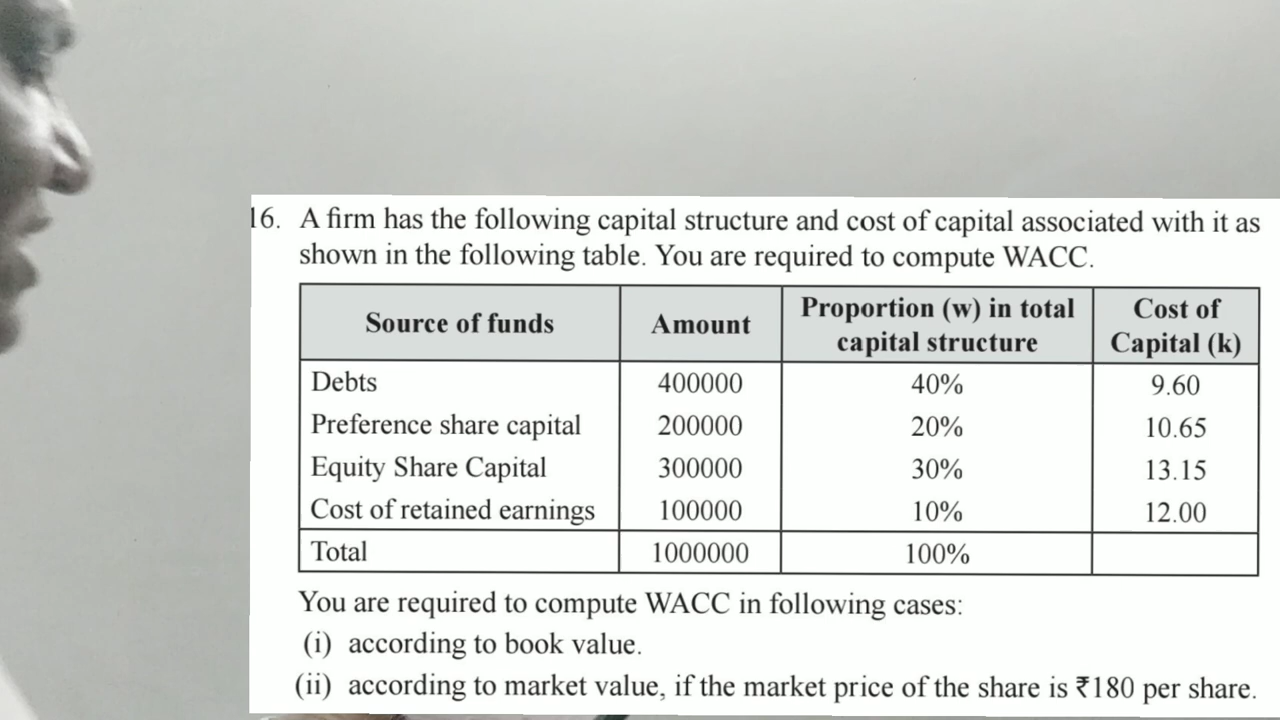 16. A firm has the following capital structure and cost of capital associated with it as
shown in the following table. You are required to compute WACC.
Source of funds Amount Proportion (w) in total capital structure Cost of Capital (k)
Debts 400000 40% 9.60
Preference share capital 200000 20% 10.65
Equity Share Capital 300000 30% 13.15
Cost of retained earnings 100000 10% 12.00
Total 1000000 100%
You are required to compute WACC in following cases:
(i) according to book value.
(ii) according to market value, if the market price of the share is ₹180 per share.